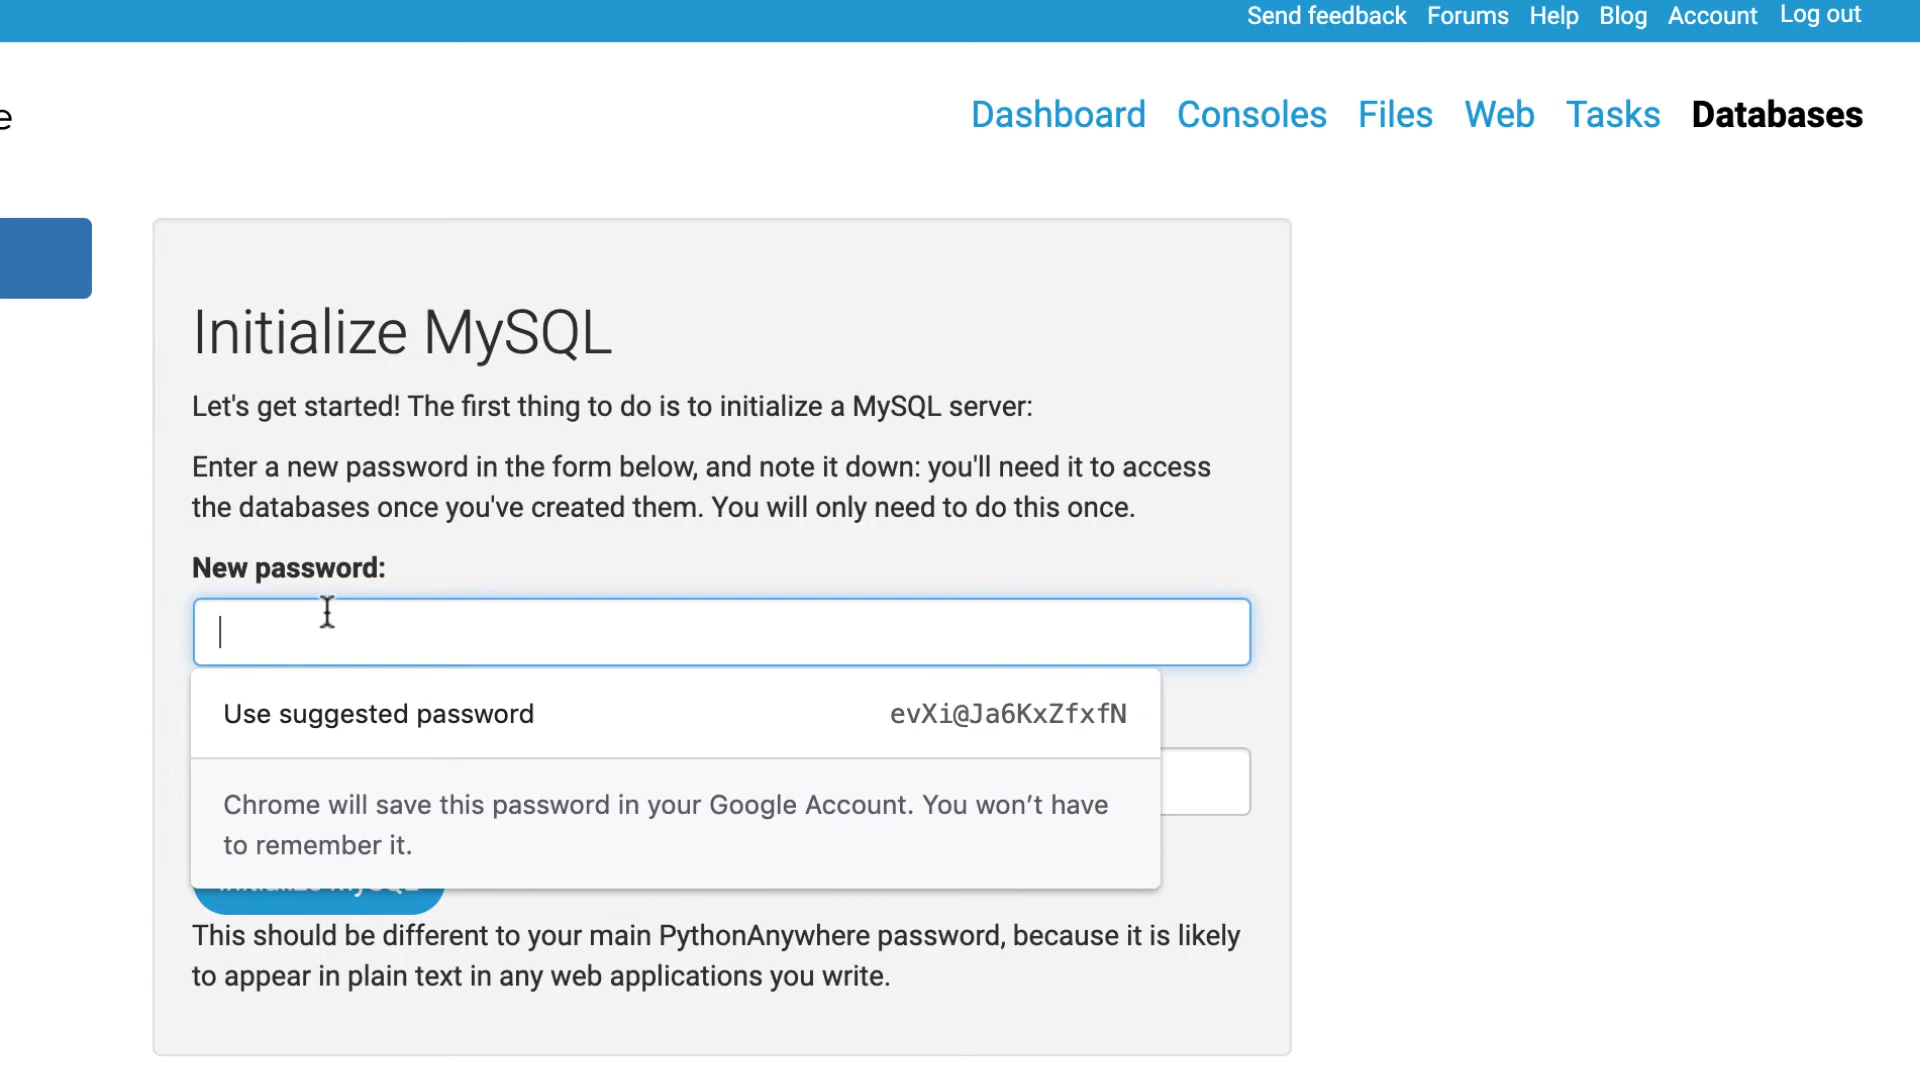 Send feedback Forums Help Blog Account Log out
e
Dashboard Consoles Files Web Tasks Databases
Initialize MySQL
Let's get started! The first thing to do is to initialize a MySQL server:
Enter a new password in the form below, and note it down: you'll need it to access
the databases once you've created them. You will only need to do this once.
New password:
Use suggested password evXi@Ja6KxZfxfN
Chrome will save this password in your Google Account. You won’t have
to remember it.
Initialize MySQL
This should be different to your main PythonAnywhere password, because it is likely
to appear in plain text in any web applications you write.